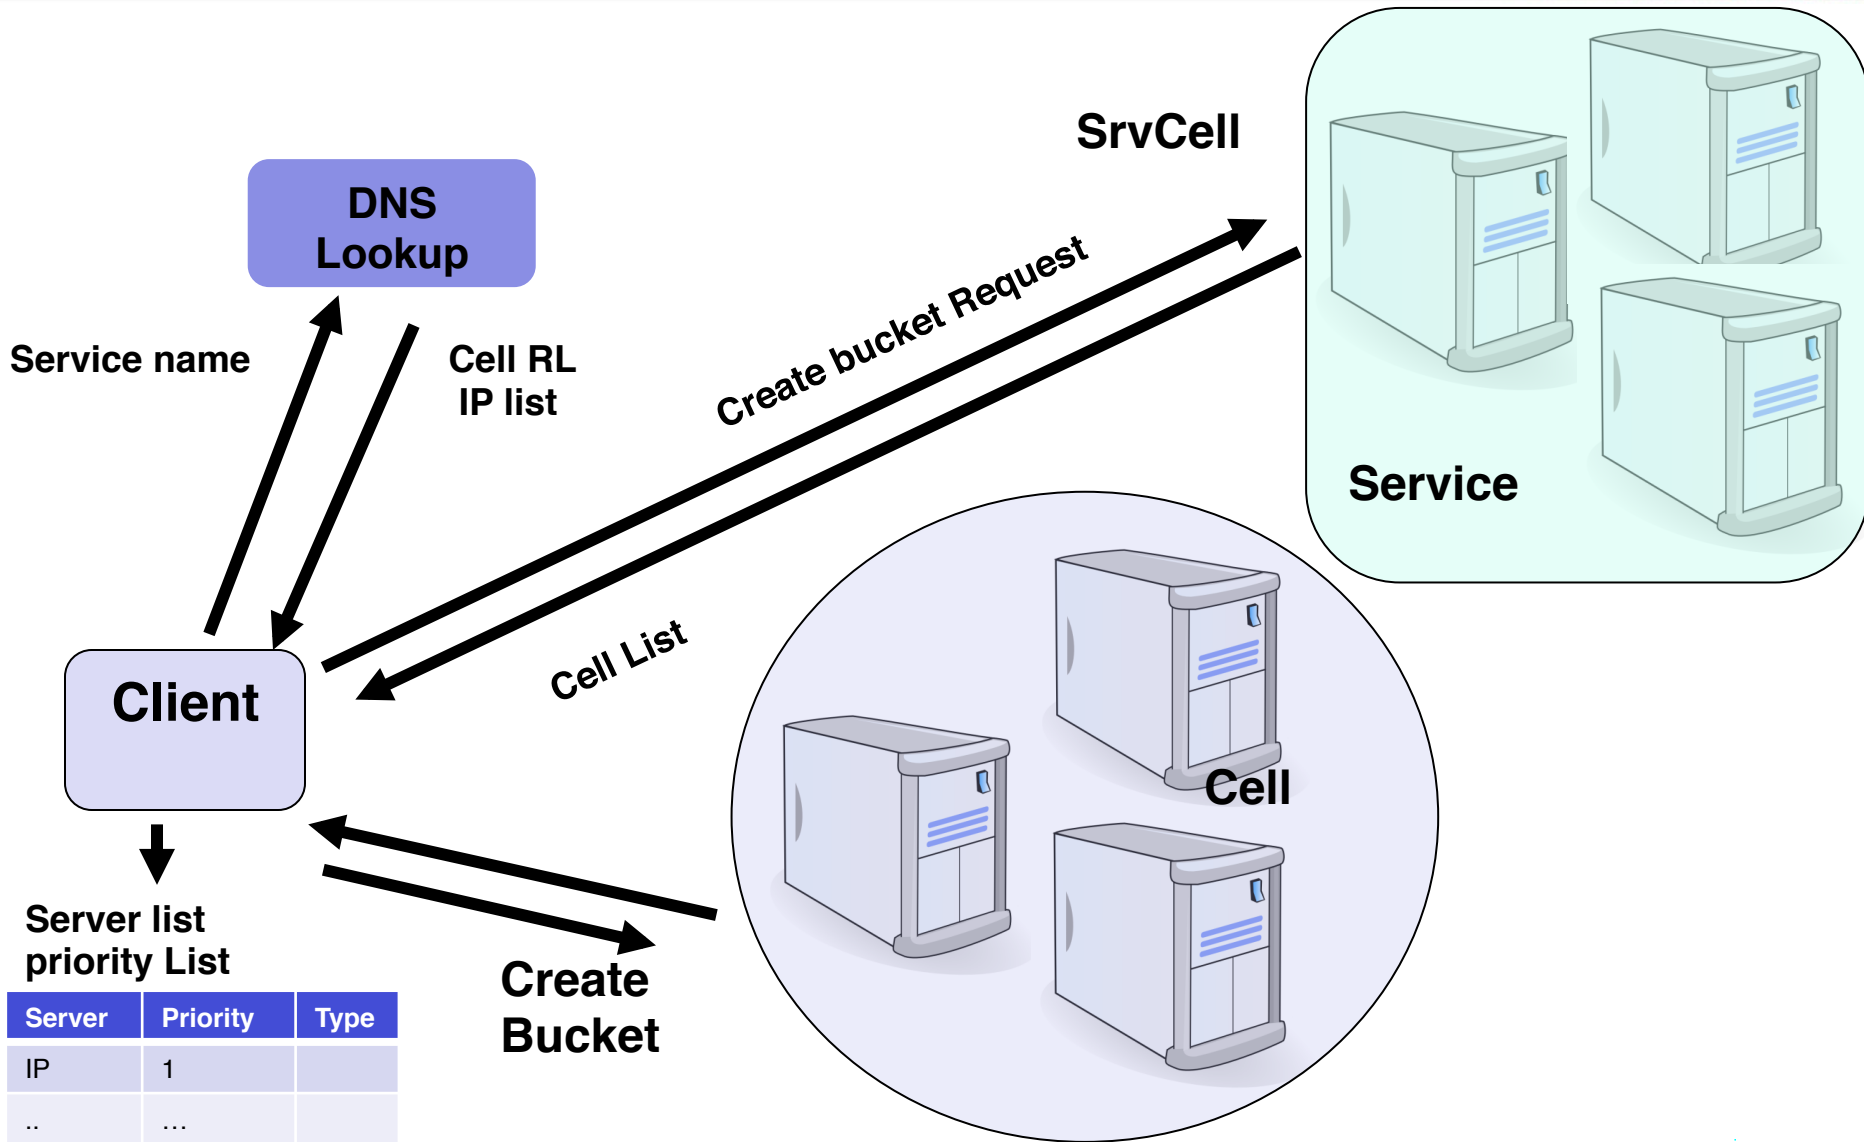 SrvCell
DNS
Lookup
Service name
Cell RL
IP list
Create bucket Request
Service
Cell List
Client
Cell
Server list
priority List
Create
Bucket
Server Priority Type
IP 1
.. ...